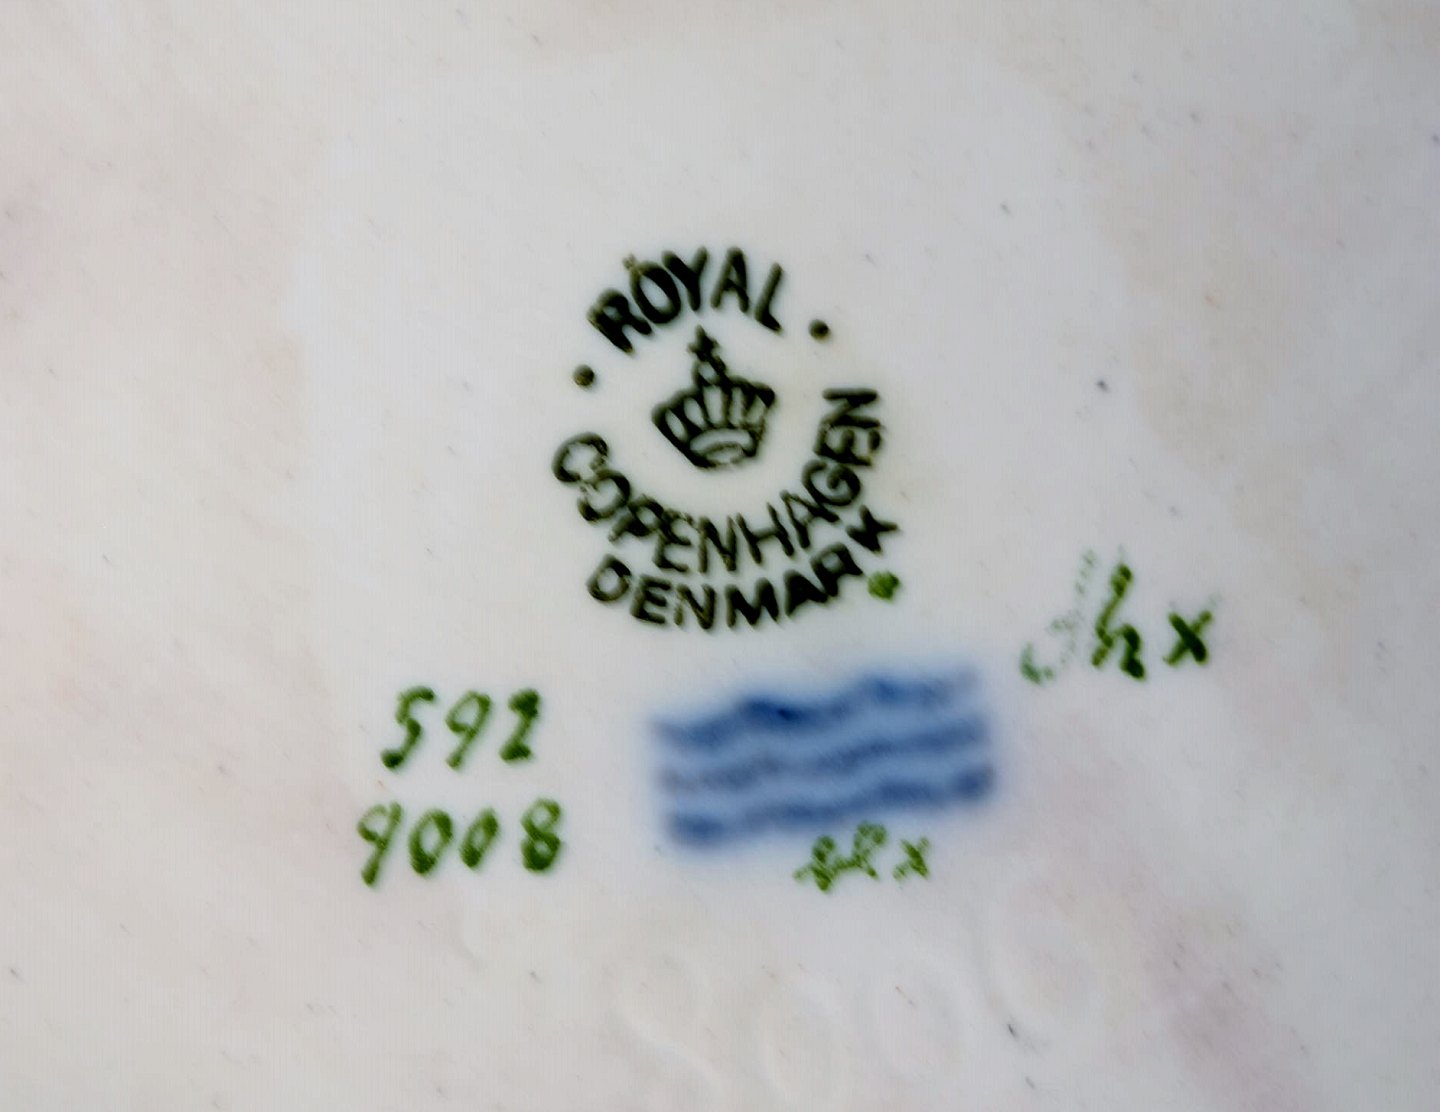 ROYAL
COPENHAGEN
DENMARK
592
9008